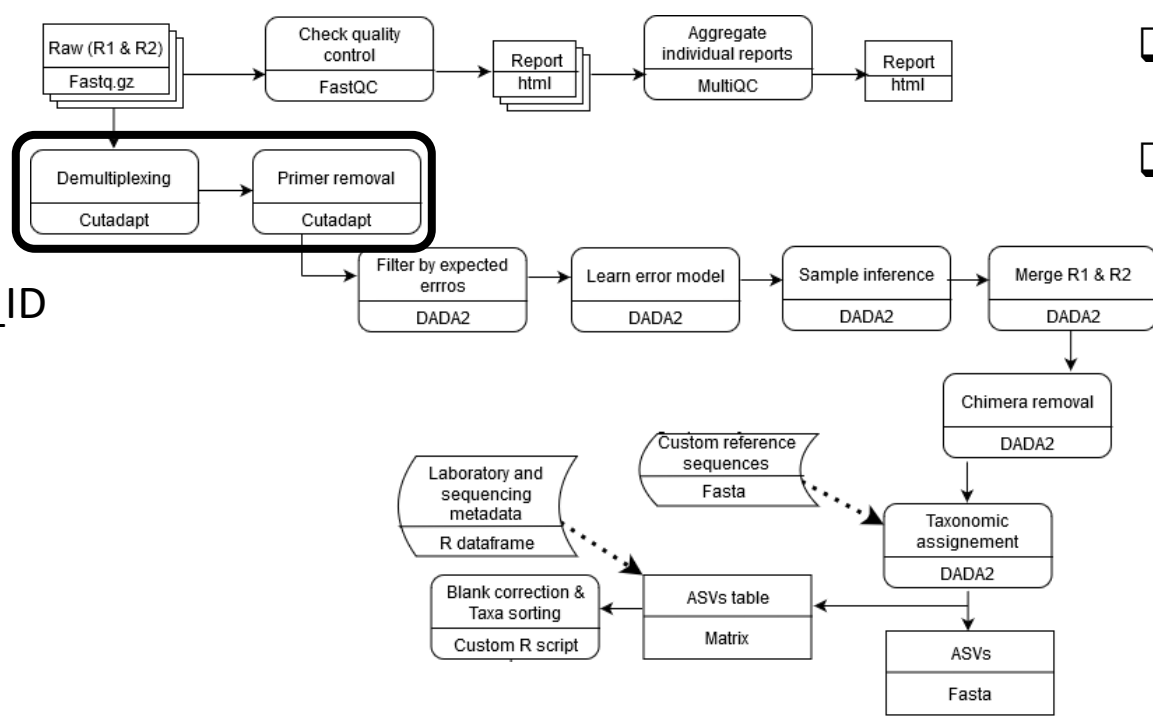 Raw (R1 & R2)
Fastq.gz
Check quality
control
FastQC
Report
html
Aggregate
individual reports
MultiQC
Report
html
Demultiplexing
Cutadapt
Primer removal
Cutadapt
_ID
Filter by expected
errros
DADA2
Learn error model
DADA2
Sample inference
DADA2
Merge R1 & R2
DADA2
Chimera removal
DADA2
Custom reference
sequences
Fasta
Laboratory and
sequencing
metadata
R dataframe
Taxonomic
assignement
DADA2
Blank correction &
Taxa sorting
Custom R script
ASVs table
Matrix
ASVs
Fasta